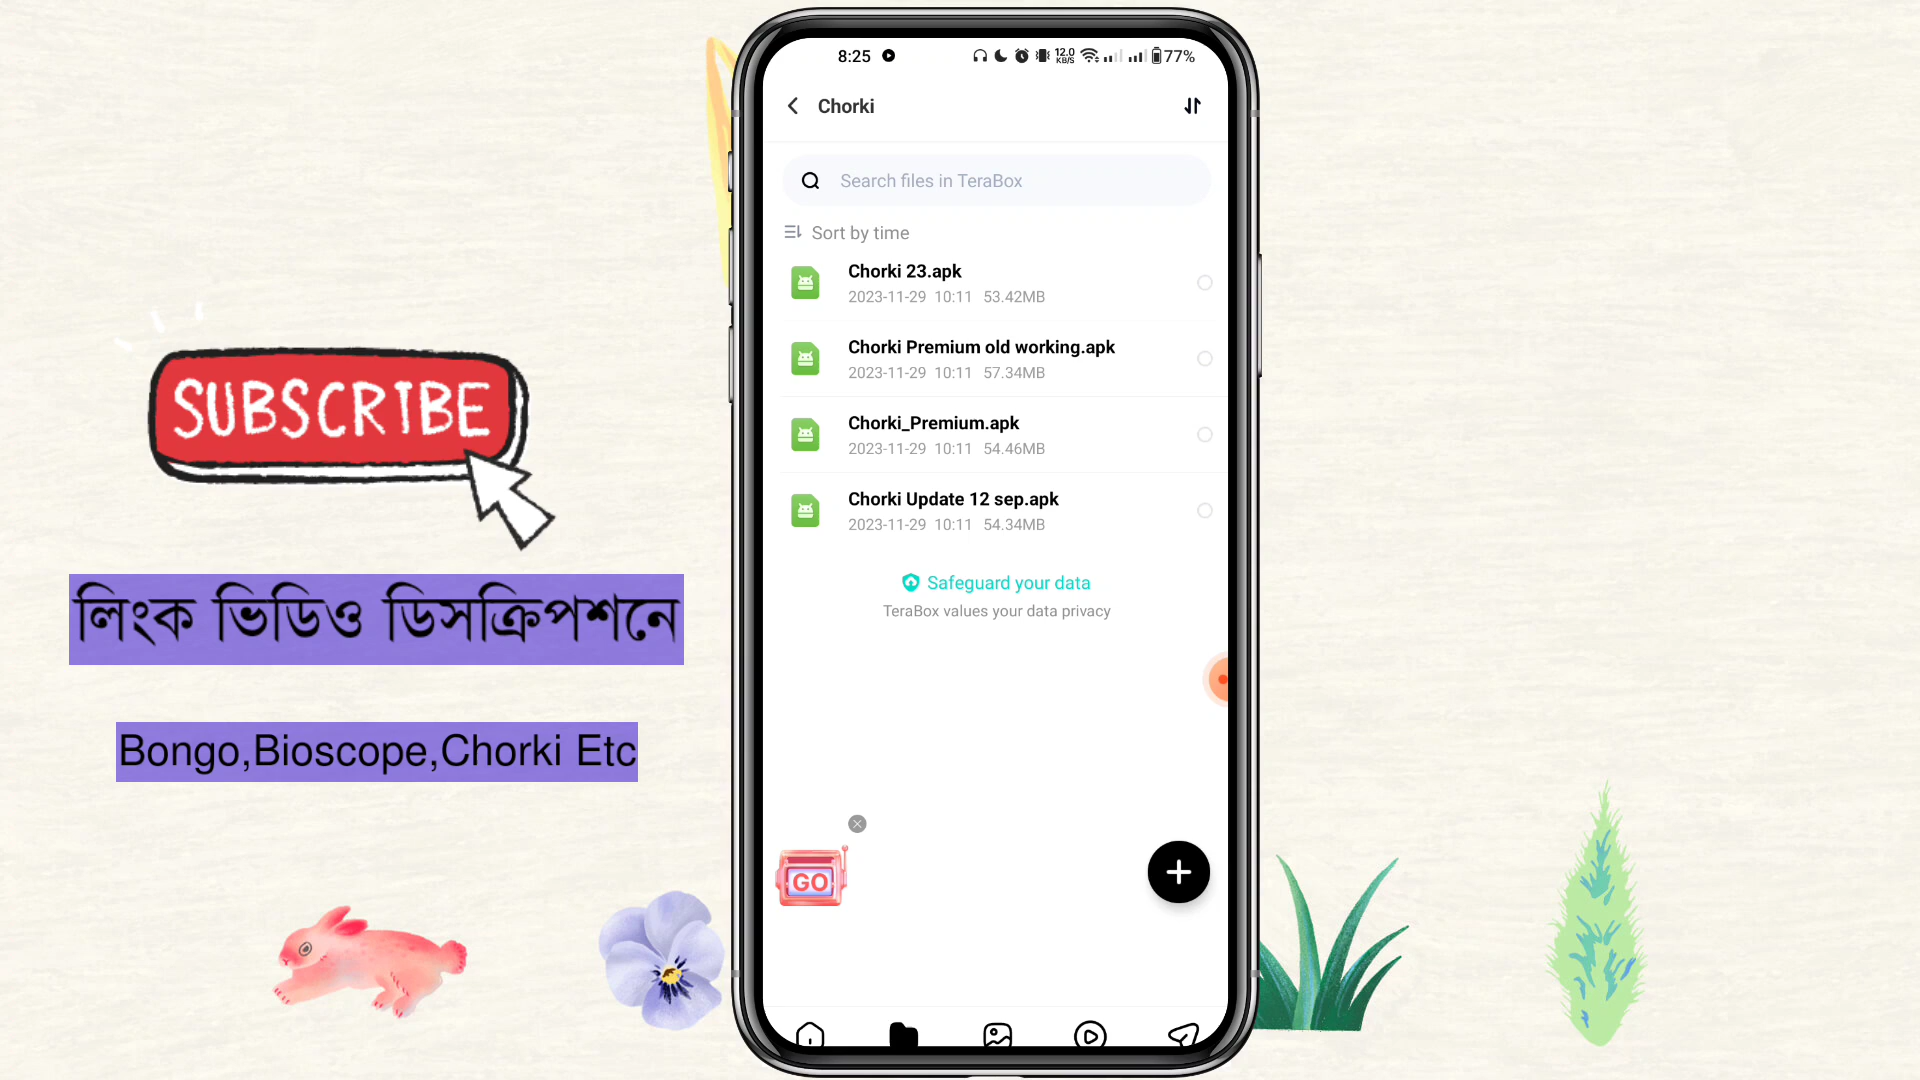 8:25
12.0
KB/S
77%
Chorki
Search files in TeraBox
Sort by time
Chorki 23.apk
2023-11-29 10:11 53.42MB
Chorki Premium old working.apk
2023-11-29 10:11 57.34MB
Chorki_Premium.apk
2023-11-29 10:11 54.46MB
Chorki Update 12 sep.apk
2023-11-29 10:11 54.34MB
Safeguard your data
TeraBox values your data privacy
GO
SUBSCRIBE
লিংক ভিডিও ডিসক্রিপশনে
Bongo,Bioscope,Chorki Etc